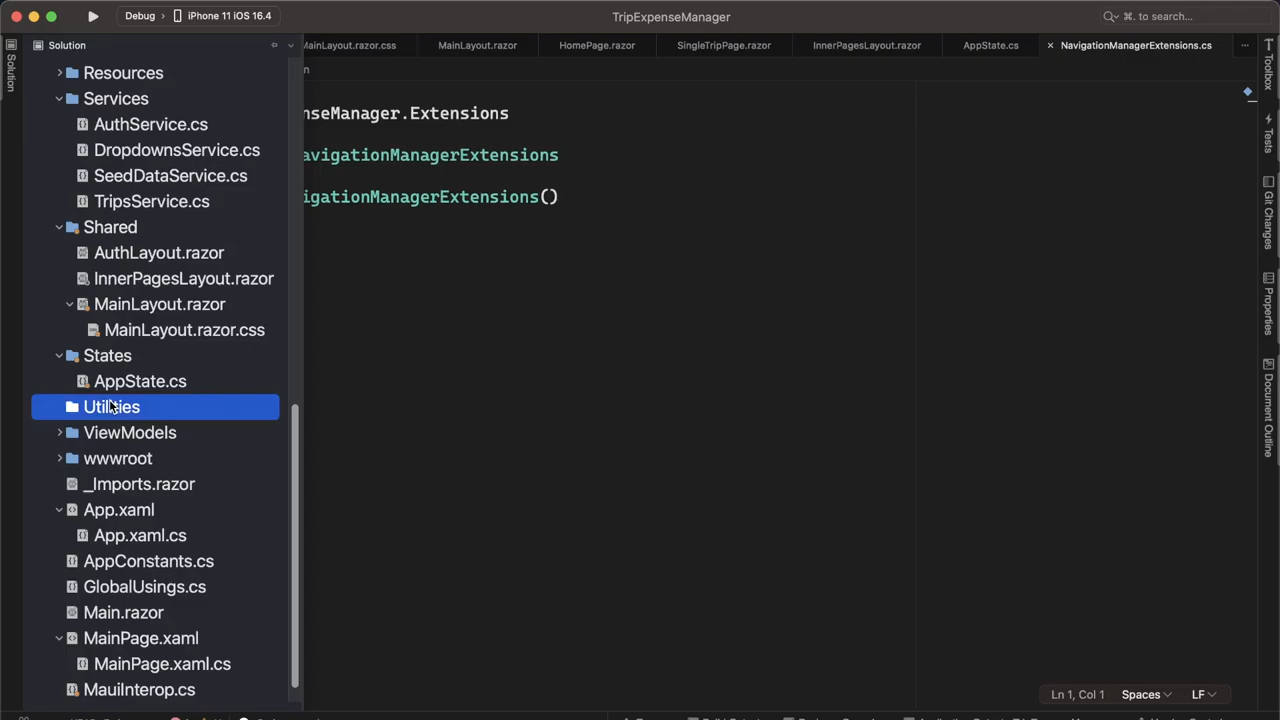 Debug › iPhone 11 iOS 16.4
TripExpenseManager
⌘. to search...
Solution
Solution
MainLayout.razor.css
MainLayout.razor
HomePage.razor
SingleTripPage.razor
InnerPagesLayout.razor
AppState.cs
NavigationManagerExtensions.cs
Resources
Services
AuthService.cs
DropdownsService.cs
SeedDataService.cs
TripsService.cs
Shared
AuthLayout.razor
InnerPagesLayout.razor
MainLayout.razor
MainLayout.razor.css
States
AppState.cs
Utilities
ViewModels
wwwroot
_Imports.razor
App.xaml
App.xaml.cs
AppConstants.cs
GlobalUsings.cs
Main.razor
MainPage.xaml
MainPage.xaml.cs
MauiInterop.cs
n
nseManager.Extensions
avigationManagerExtensions
igationManagerExtensions()
Toolbox
Tests
Git Changes
Properties
Document Outline
Ln 1, Col 1 Spaces LF